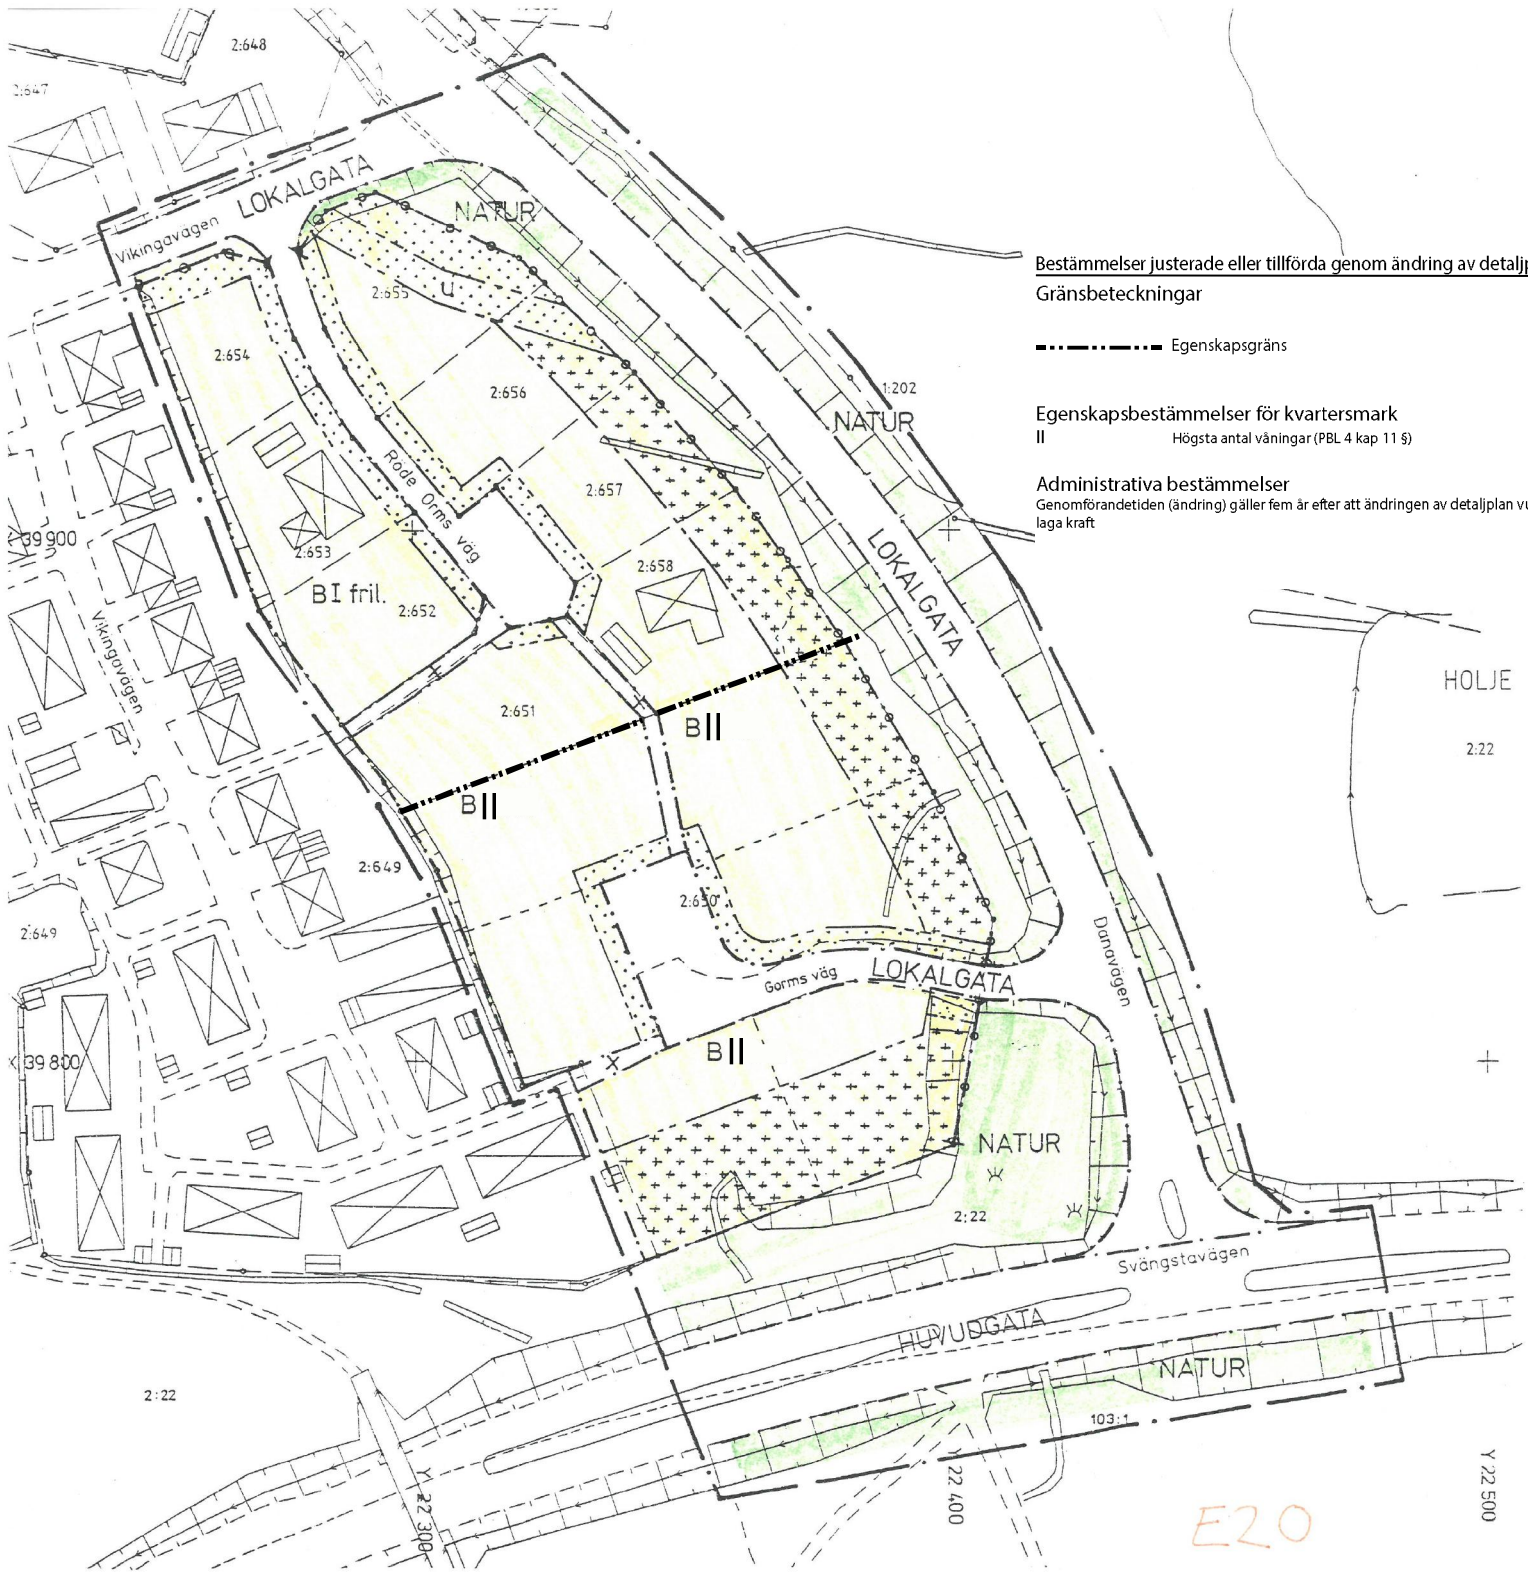 2:648
2:647
LOKALGATA
Vikingavägen
NATUR
2:655
u
2:654
2:656
1:202
NATUR
Bestämmelser justerade eller tillförda genom ändring av detaljp
Gränsbeteckningar
Egenskapsgräns
Egenskapsbestämmelser för kvartersmark
II Högsta antal våningar (PBL 4 kap 11 §)
Administrativa bestämmelser
Genomförandetiden (ändring) gäller fem år efter att ändringen av detaljplan vu
laga kraft
Röde Orms väg
2:657
39 900
2:653
2:658
LOKALGATA
BI fril.
2:652
Vikingavägen
HOLJE
2:22
2:651
B II
B II
2:649
2:650
2:649
Danavägen
Gorms väg
LOKALGATA
X 39 800
B II
NATUR
2:22
Svängstavägen
HUVUDGATA
NATUR
2:22
103:1
Y 22 300
Y 22 400
Y 22 500
E20